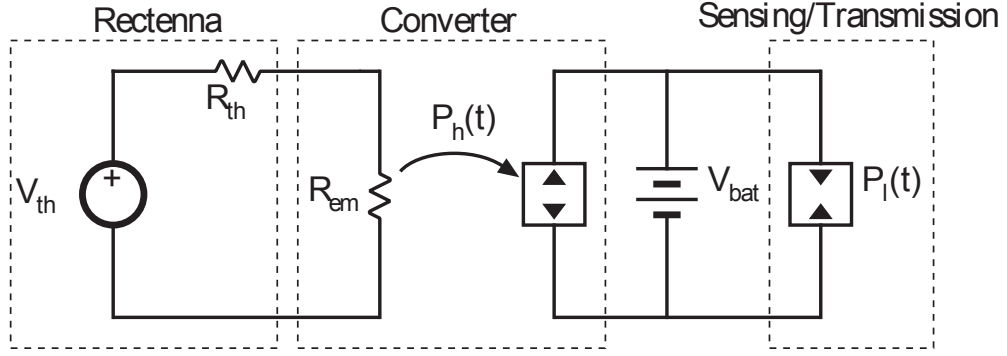 Rectenna
Converter
Sensing/Transmission
R_th
P_h(t)
V_th
+
R_em
V_bat
P_l(t)